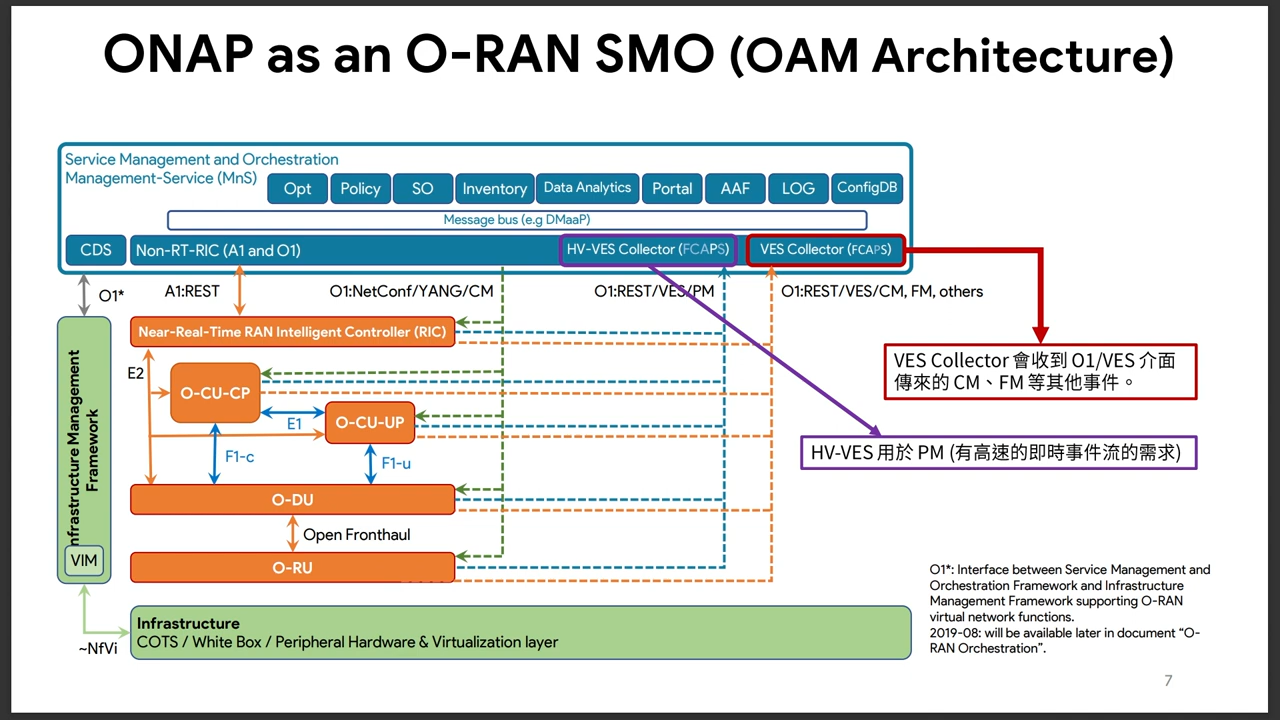 ONAP as an O-RAN SMO (OAM Architecture)
Service Management and Orchestration
Management-Service (MnS)
Opt
Policy
SO
Inventory
Data Analytics
Portal
AAF
LOG
ConfigDB
Message bus (e.g DMaaP)
CDS
Non-RT-RIC (A1 and O1)
HV-VES Collector (FCAPS)
VES Collector (FCAPS)
O1*
A1:REST
O1:NetConf/YANG/CM
O1:REST/VES/PM
O1:REST/VES/CM, FM, others
Near-Real-Time RAN Intelligent Controller (RIC)
VES Collector 會收到 O1/VES 介面
傳來的 CM、FM 等其他事件。
E2
O-CU-CP
E1
O-CU-UP
HV-VES 用於 PM (有高速的即時事件流的需求)
F1-c
F1-u
Infrastructure Management
Framework
O-DU
Open Fronthaul
VIM
O-RU
O1*: Interface between Service Management and
Orchestration Framework and Infrastructure
Management Framework supporting O-RAN
virtual network functions.
2019-08: will be available later in document “O-
RAN Orchestration”.
Infrastructure
COTS / White Box / Peripheral Hardware & Virtualization layer
~NfVi
7